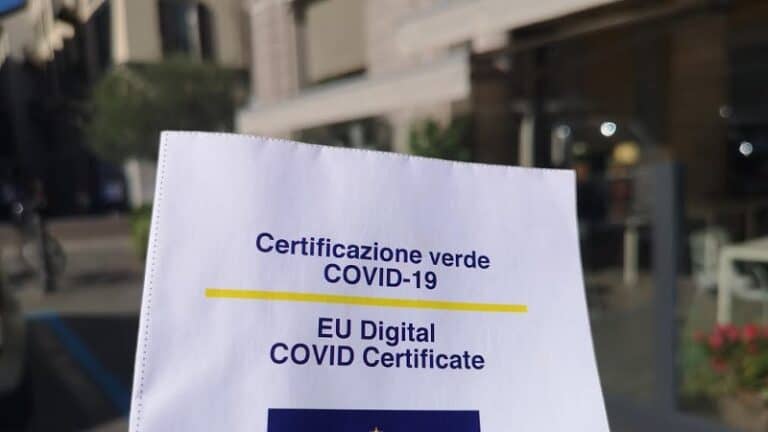 Certificazione verde
COVID-19
EU Digital
COVID Certificate